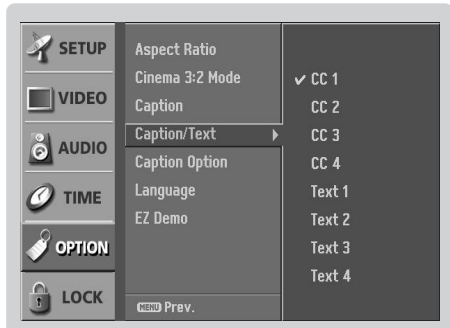 SETUP
VIDEO
AUDIO
TIME
OPTION
LOCK
Aspect Ratio
Cinema 3:2 Mode
Caption
Caption/Text
Caption Option
Language
EZ Demo
MENU Prev.
CC 1
CC 2
CC 3
CC 4
Text 1
Text 2
Text 3
Text 4